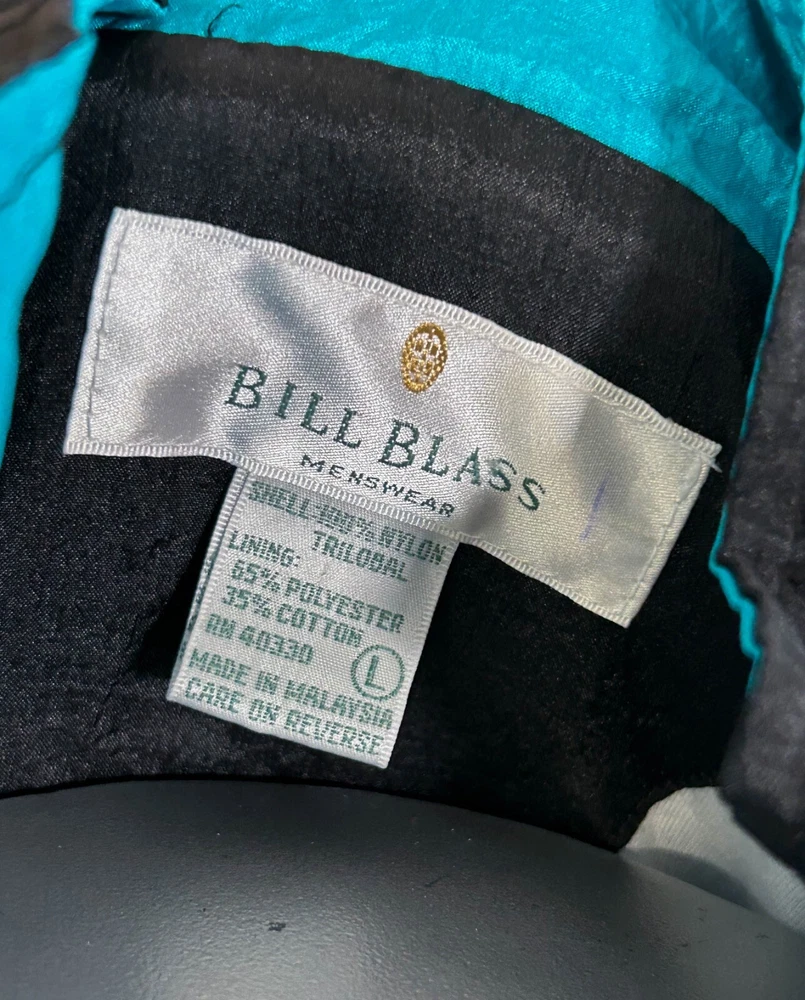 BILL BLASS
MENSWEAR
SHELL-100% NYLON
TRILOBAL
LINING:
65% POLYESTER
35% COTTON
RN 40330
L
MADE IN MALAYSIA
CARE ON REVERSE